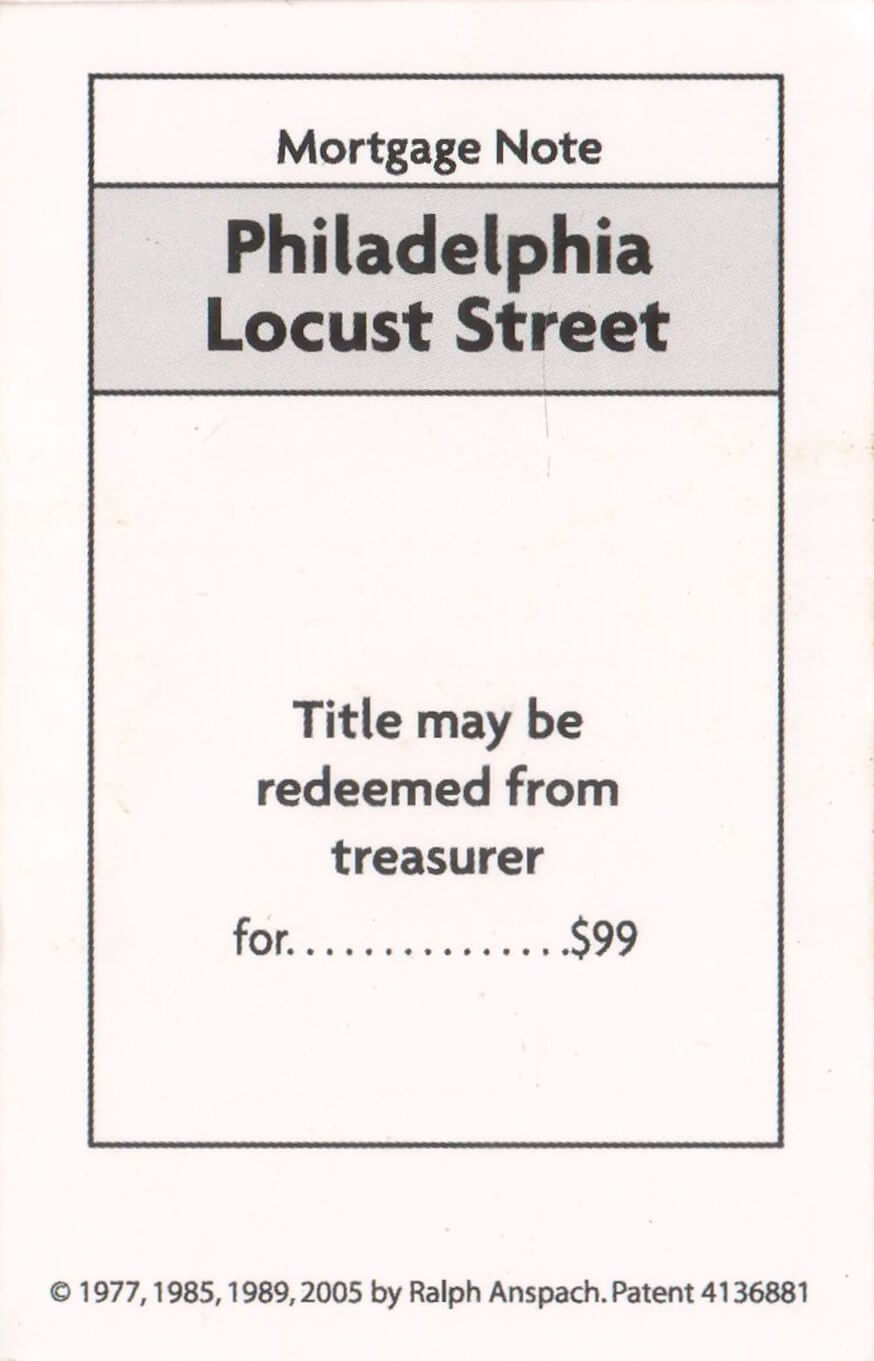 Mortgage Note
Philadelphia
Locust Street
Title may be
redeemed from
treasurer
for................$99
© 1977, 1985, 1989, 2005 by Ralph Anspach. Patent 4136881